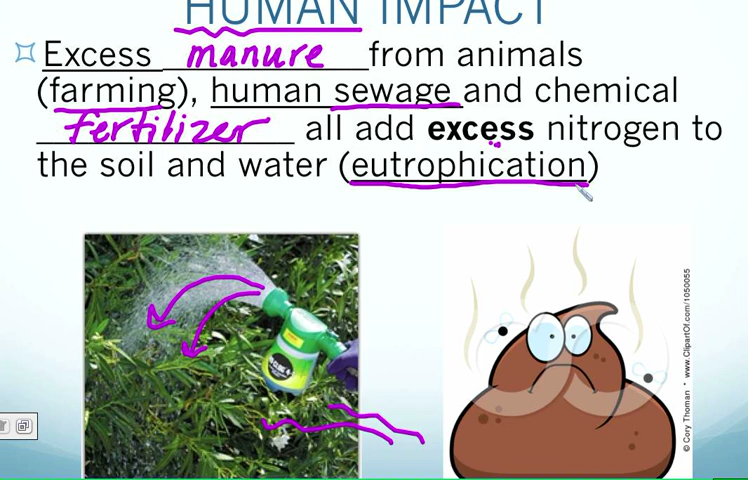 HUMAN IMPACT
Excess manure from animals
(farming), human sewage and chemical
fertilizer all add excess nitrogen to
the soil and water (eutrophication)
© Cory Thoman * www.ClipartOf.com/1050055